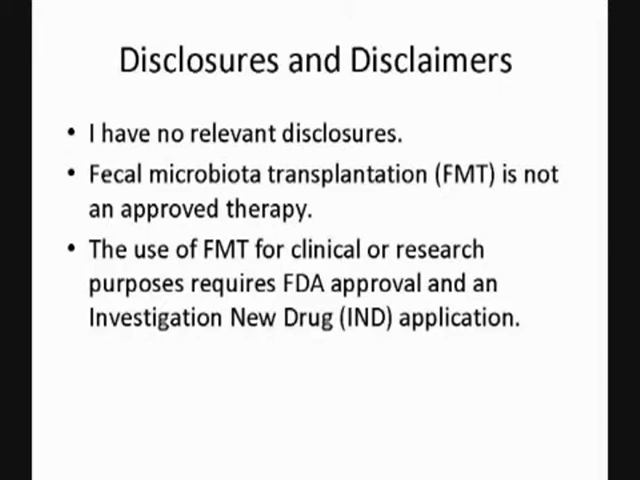 Disclosures and Disclaimers
• I have no relevant disclosures.
• Fecal microbiota transplantation (FMT) is not
an approved therapy.
• The use of FMT for clinical or research
purposes requires FDA approval and an
Investigation New Drug (IND) application.